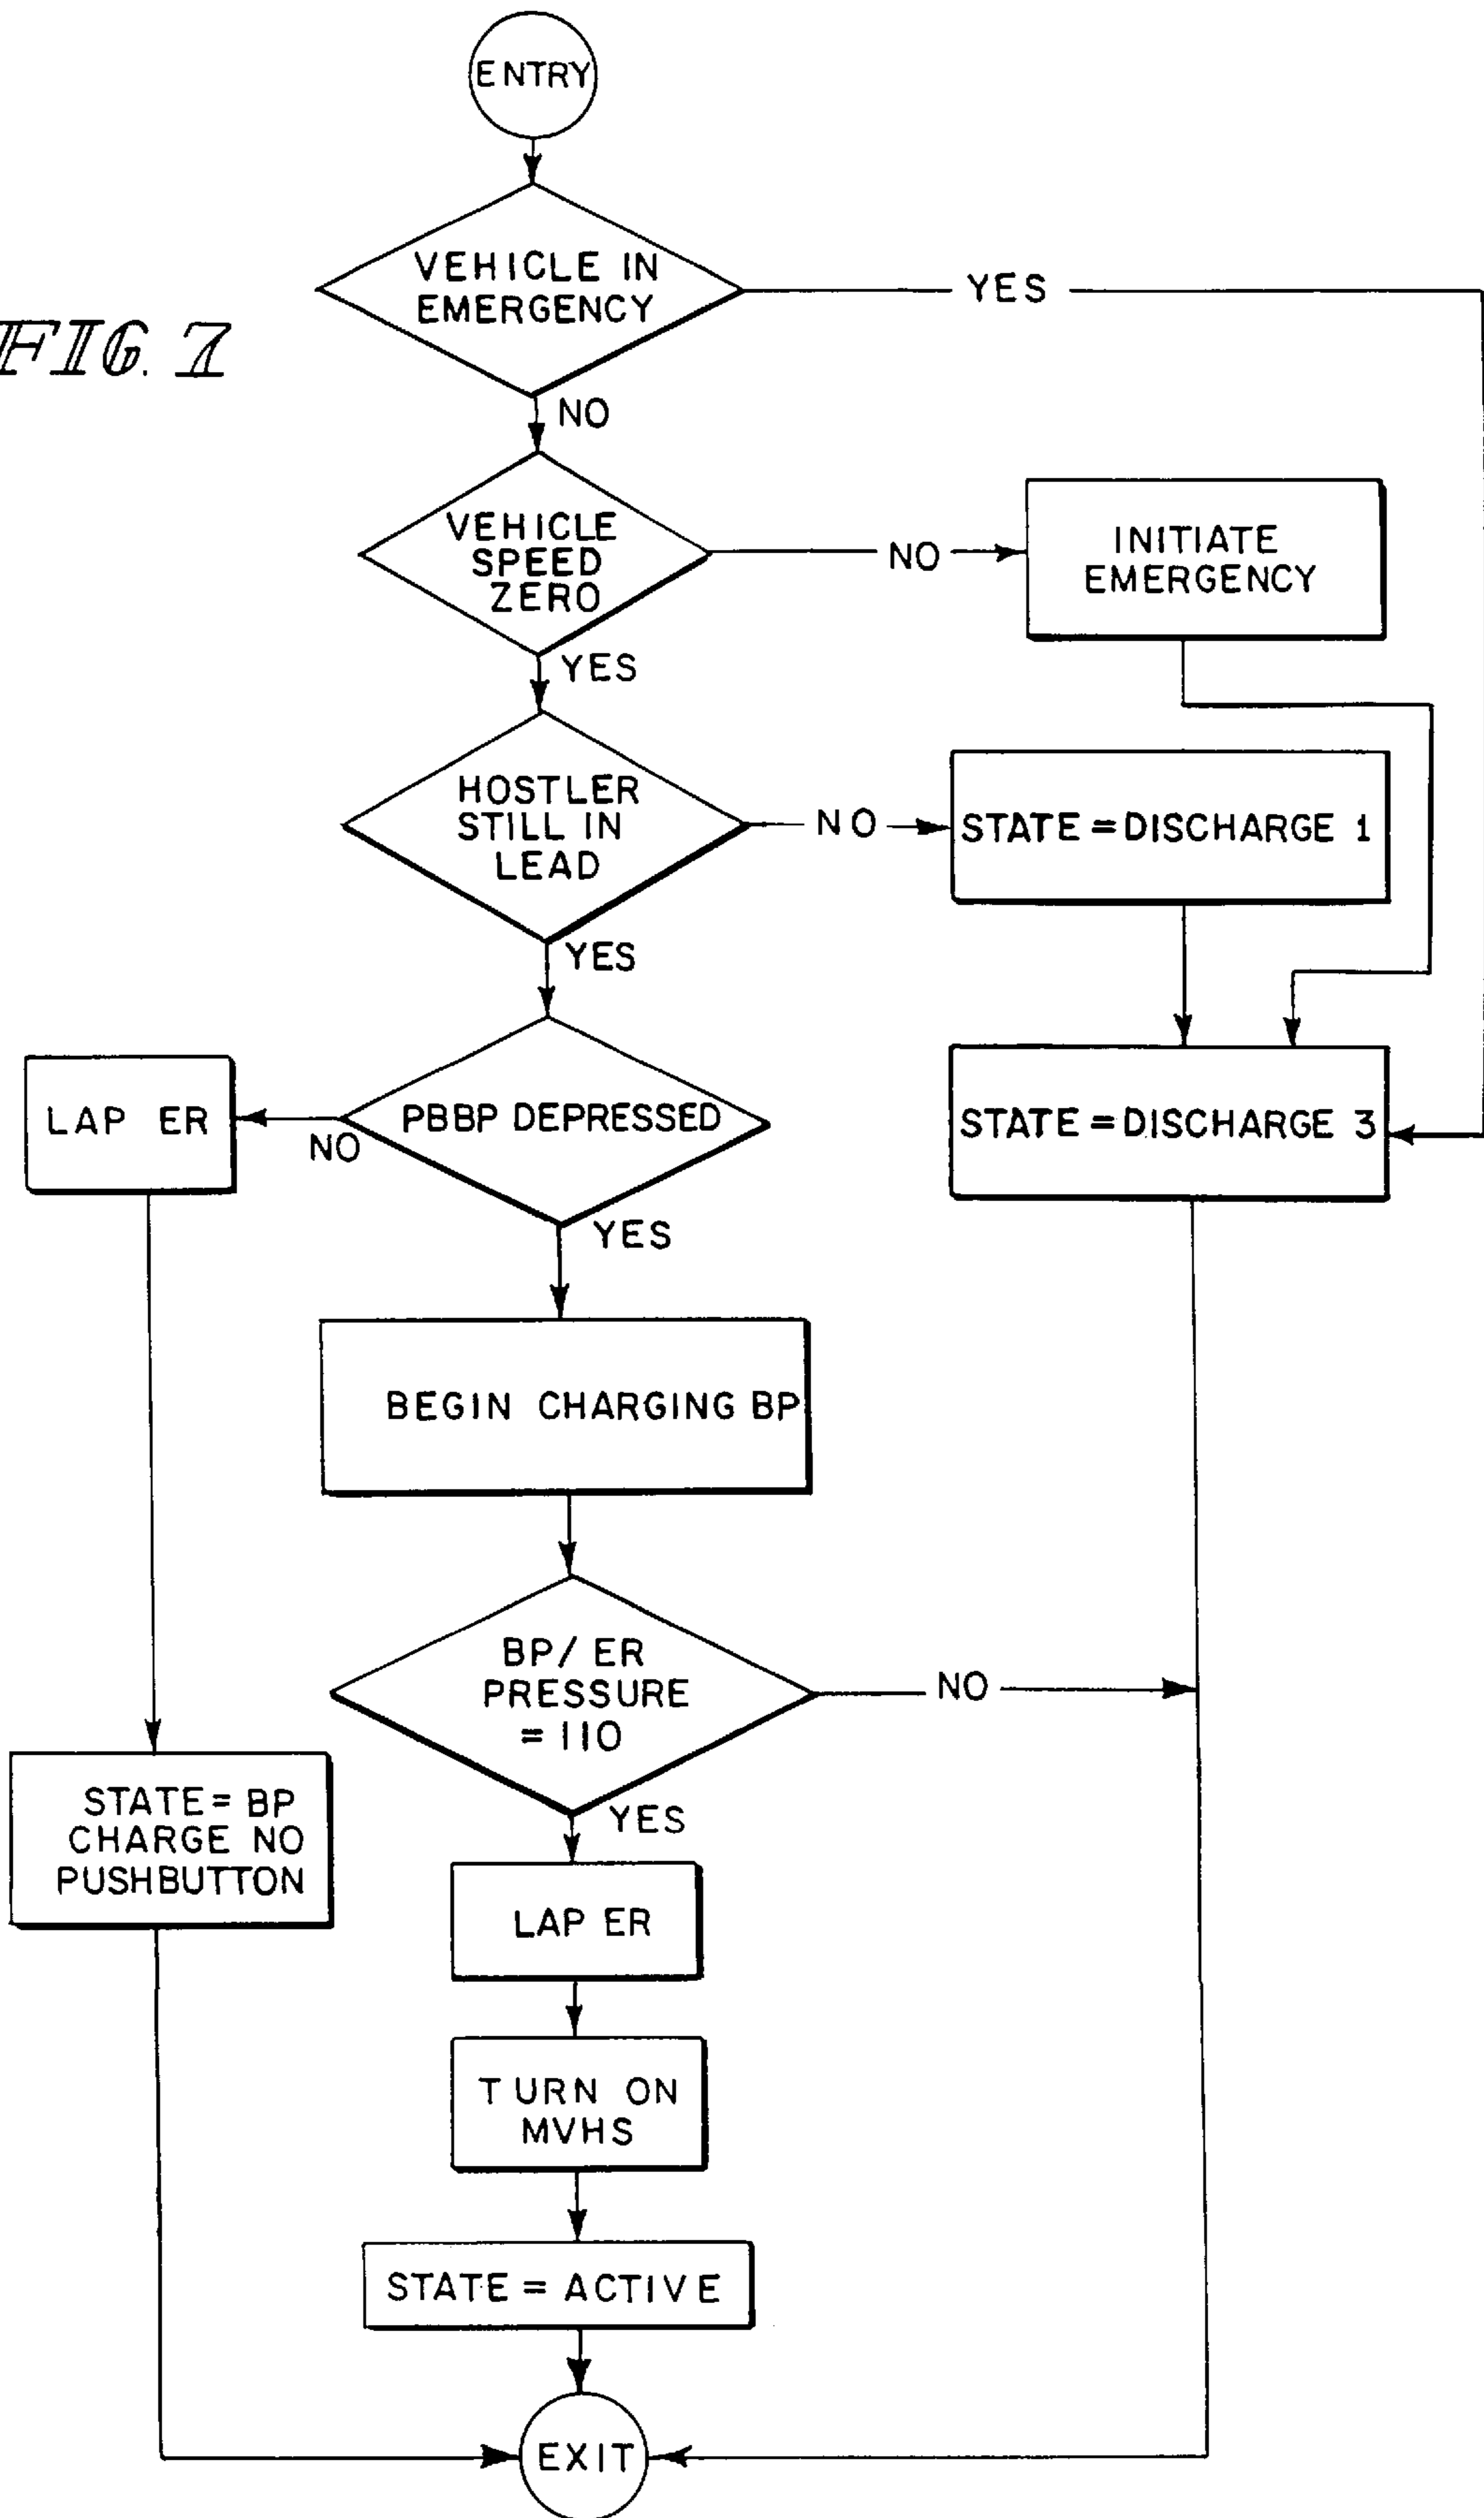 ENTRY
VEHICLE IN
EMERGENCY
YES
FIG. 7
NO
VEHICLE
SPEED
ZERO
NO
INITIATE
EMERGENCY
YES
HOSTLER
STILL IN
LEAD
NO
STATE = DISCHARGE 1
YES
LAP ER
NO
PBBP DEPRESSED
STATE = DISCHARGE 3
YES
BEGIN CHARGING BP
BP/ ER
PRESSURE
= 110
NO
STATE = BP
CHARGE NO
PUSHBUTTON
YES
LAP ER
TURN ON
MVHS
STATE = ACTIVE
EXIT